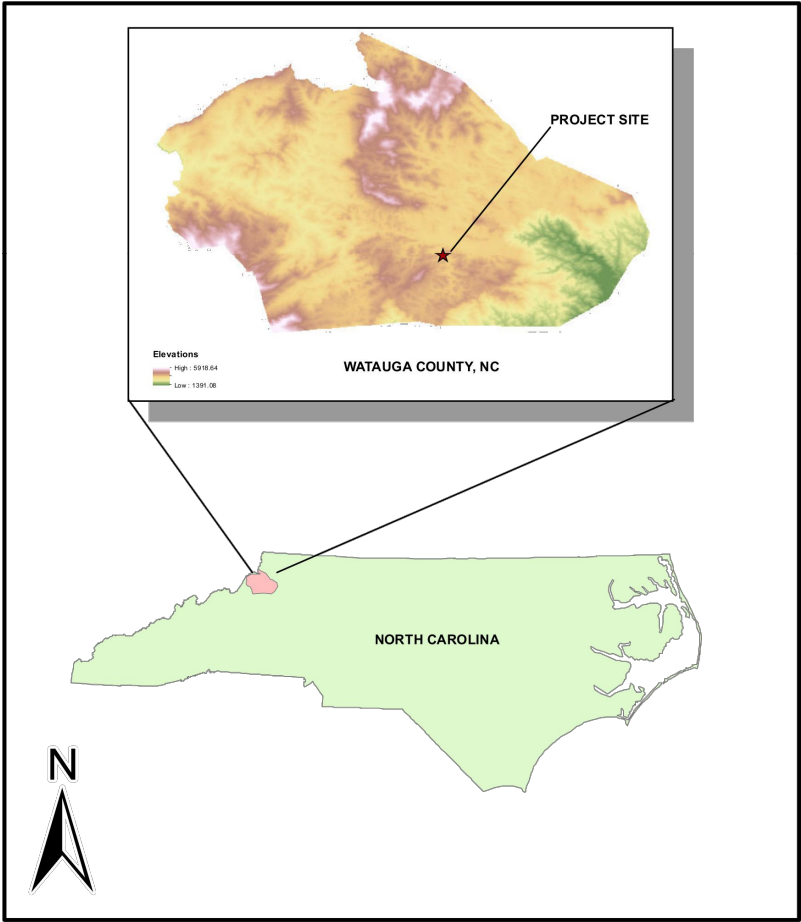 PROJECT SITE
Elevations
High : 5918.64
Low : 1391.08
WATAUGA COUNTY, NC
NORTH CAROLINA
N